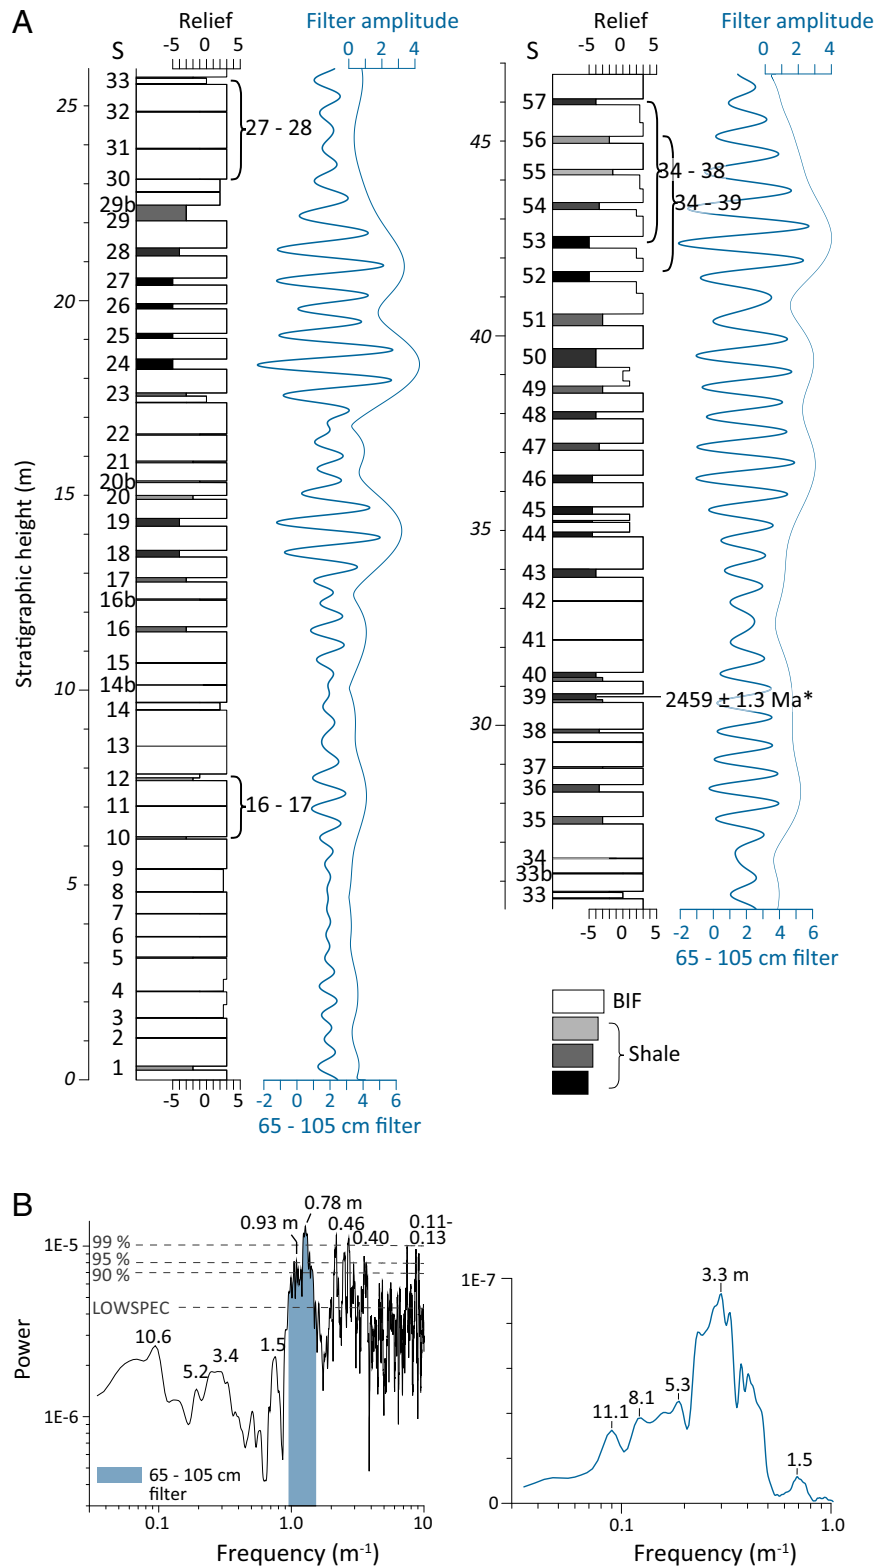 A
Relief
Filter amplitude
S
-5 0 5
0 2 4
33
32
31
30
29b
29
28
27
26
25
24
23
22
21
20b
20
19
18
17
16b
16
15
14b
14
13
12
11
10
9
8
7
6
5
4
3
2
1
27 - 28
16 - 17
25
20
15
10
5
0
Stratigraphic height (m)
-5 0 5
-2 0 2 4 6
65 - 105 cm filter
Relief
Filter amplitude
S
-5 0 5
0 2 4
57
56
55
54
53
52
51
50
49
48
47
46
45
44
43
42
41
40
39
38
37
36
35
34
33b
33
34 - 38
34 - 39
2459 ± 1.3 Ma*
45
40
35
30
-5 0 5
-2 0 2 4 6
65 - 105 cm filter
BIF
Shale
B
0.78 m
0.93 m
0.46
0.40
0.11-
0.13
1E-5
99 %
95 %
90 %
LOWSPEC
10.6
5.2
3.4
1.5
Power
1E-6
65 - 105 cm
filter
0.1 1.0 10
Frequency (m-1)
1E-7
3.3 m
11.1
8.1
5.3
1.5
0
0.1 1.0
Frequency (m-1)